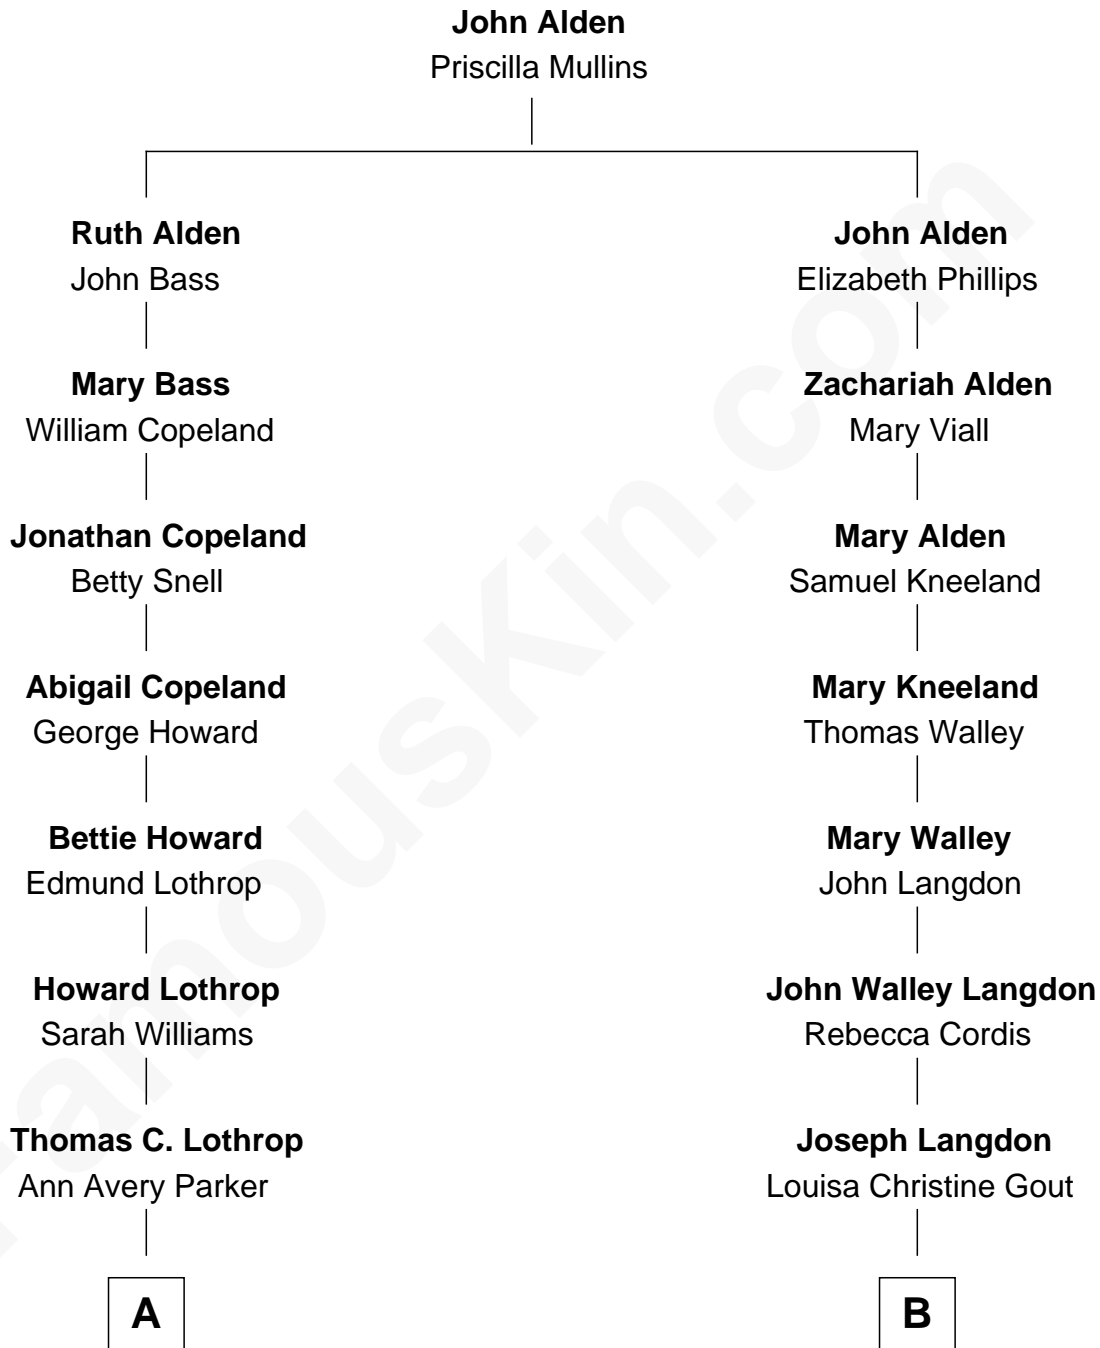 John Alden
Priscilla Mullins
Ruth Alden
John Bass
Mary Bass
William Copeland
Jonathan Copeland
Betty Snell
Abigail Copeland
George Howard
Bettie Howard
Edmund Lothrop
Howard Lothrop
Sarah Williams
Thomas C. Lothrop
Ann Avery Parker
A
John Alden
Elizabeth Phillips
Zachariah Alden
Mary Viall
Mary Alden
Samuel Kneeland
Mary Kneeland
Thomas Walley
Mary Walley
John Langdon
John Walley Langdon
Rebecca Cordis
Joseph Langdon
Louisa Christine Gout
B
FamousKin.com